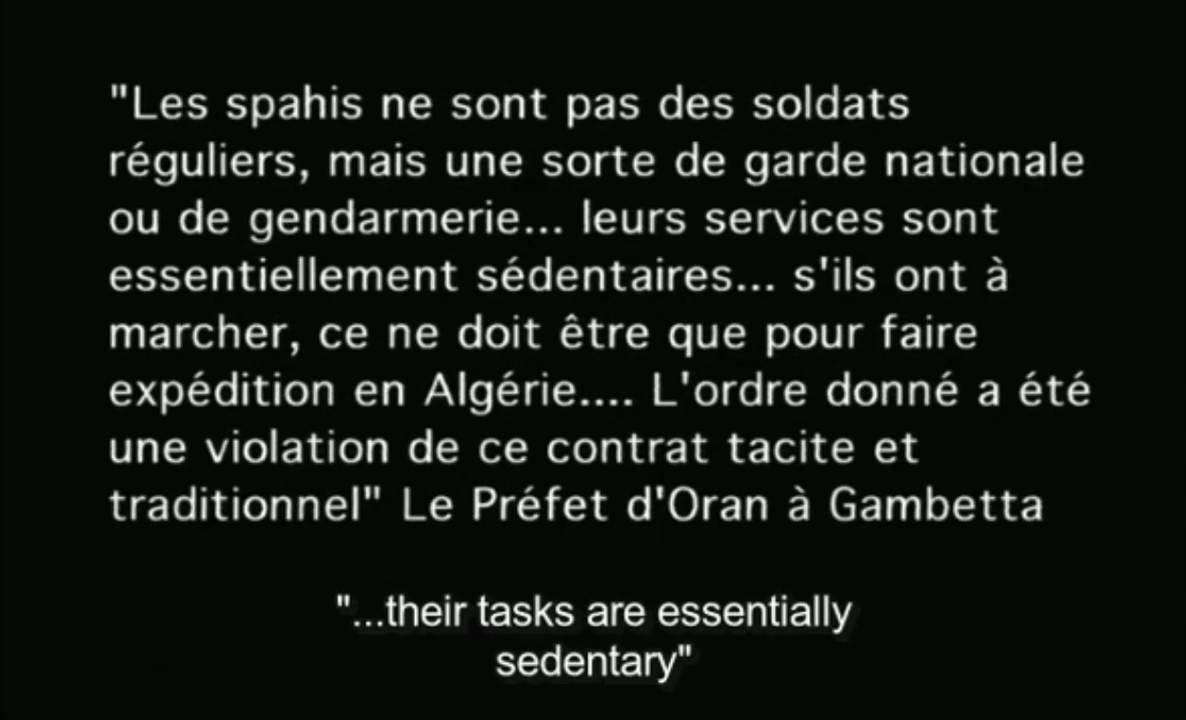 "Les spahis ne sont pas des soldats
réguliers, mais une sorte de garde nationale
ou de gendarmerie... leurs services sont
essentiellement sédentaires... s'ils ont à
marcher, ce ne doit être que pour faire
expédition en Algérie.... L'ordre donné a été
une violation de ce contrat tacite et
traditionnel" Le Préfet d'Oran à Gambetta
"...their tasks are essentially
sedentary"